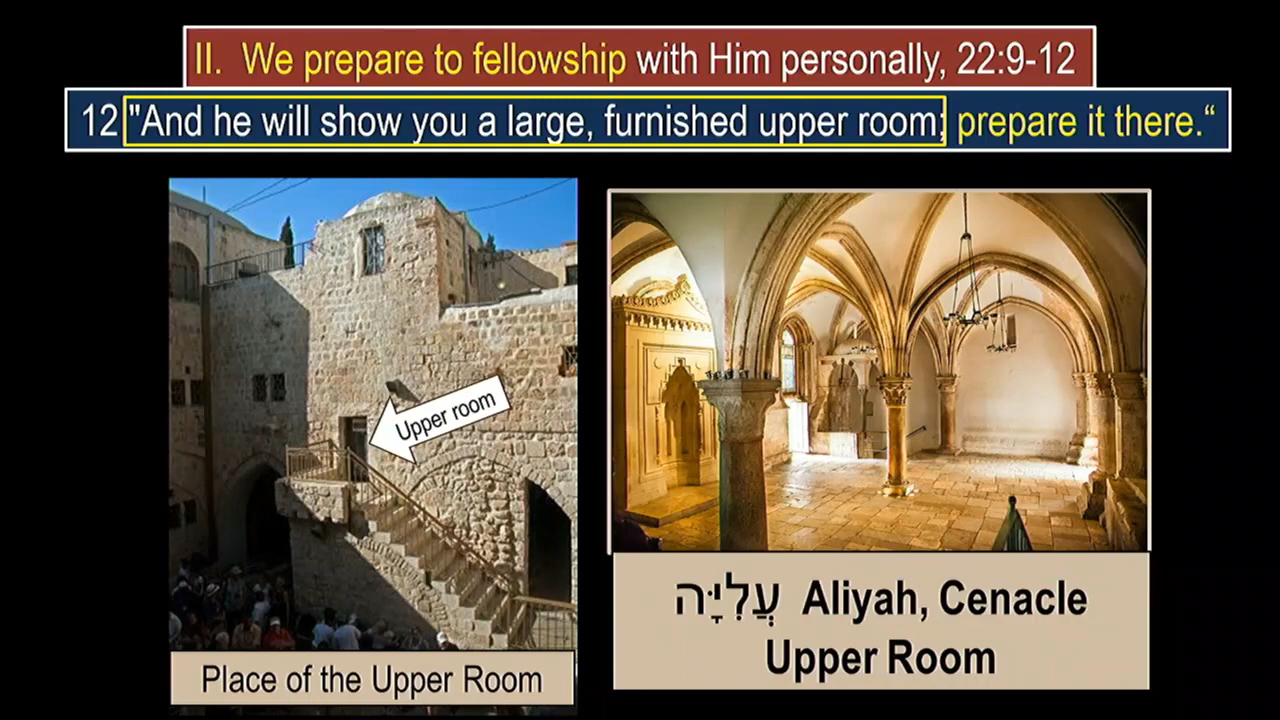 II. We prepare to fellowship with Him personally, 22:9-12
12 "And he will show you a large, furnished upper room; prepare it there.“
Upper room
Place of the Upper Room
עֲלִיָּה Aliyah, Cenacle
Upper Room